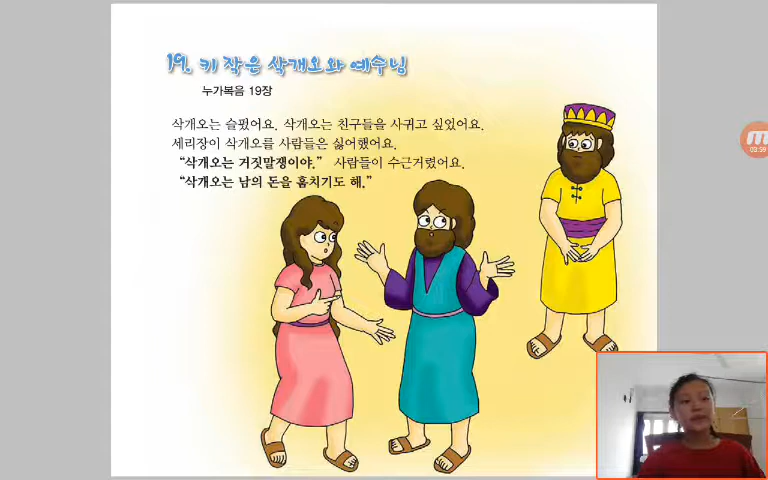 19. 키 작은 삭개오와 예수님
누가복음 19장
삭개오는 슬펐어요. 삭개오는 친구들을 사귀고 싶었어요.
세리장이 삭개오를 사람들은 싫어했어요.
“삭개오는 거짓말쟁이야.” 사람들이 수근거렸어요.
“삭개오는 남의 돈을 훔치기도 해.”